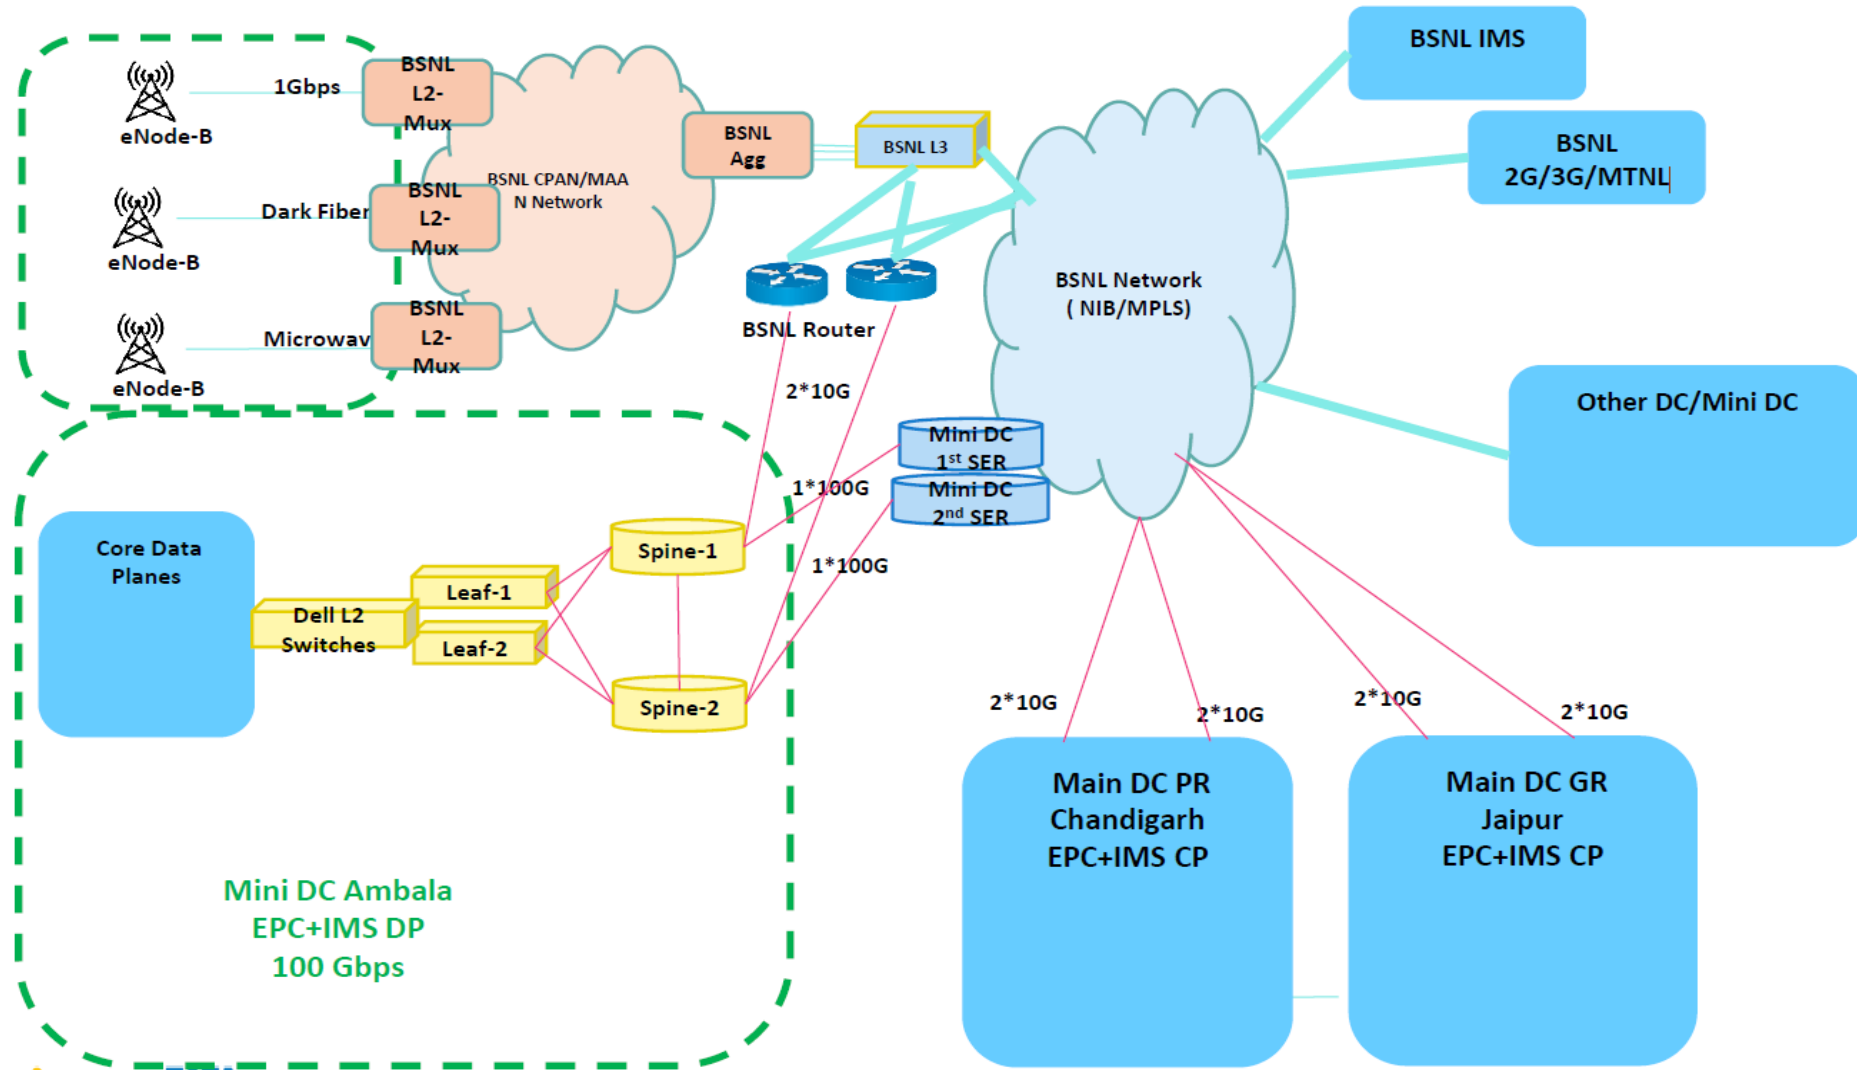 BSNL IMS
BSNL
2G/3G/MTNL
eNode-B
1Gbps
BSNL
L2-
Mux
BSNL
Agg
BSNL L3
BSNL CPAN/MAA
N Network
eNode-B
Dark Fiber
BSNL
L2-
Mux
eNode-B
Microwav
BSNL
L2-
Mux
BSNL Router
BSNL Network
( NIB/MPLS)
2*10G
Other DC/Mini DC
Mini DC
1st SER
Mini DC
2nd SER
1*100G
1*100G
Core Data
Planes
Dell L2
Switches
Leaf-1
Leaf-2
Spine-1
Spine-2
2*10G
2*10G
2*10G
2*10G
Main DC PR
Chandigarh
EPC+IMS CP
Main DC GR
Jaipur
EPC+IMS CP
Mini DC Ambala
EPC+IMS DP
100 Gbps